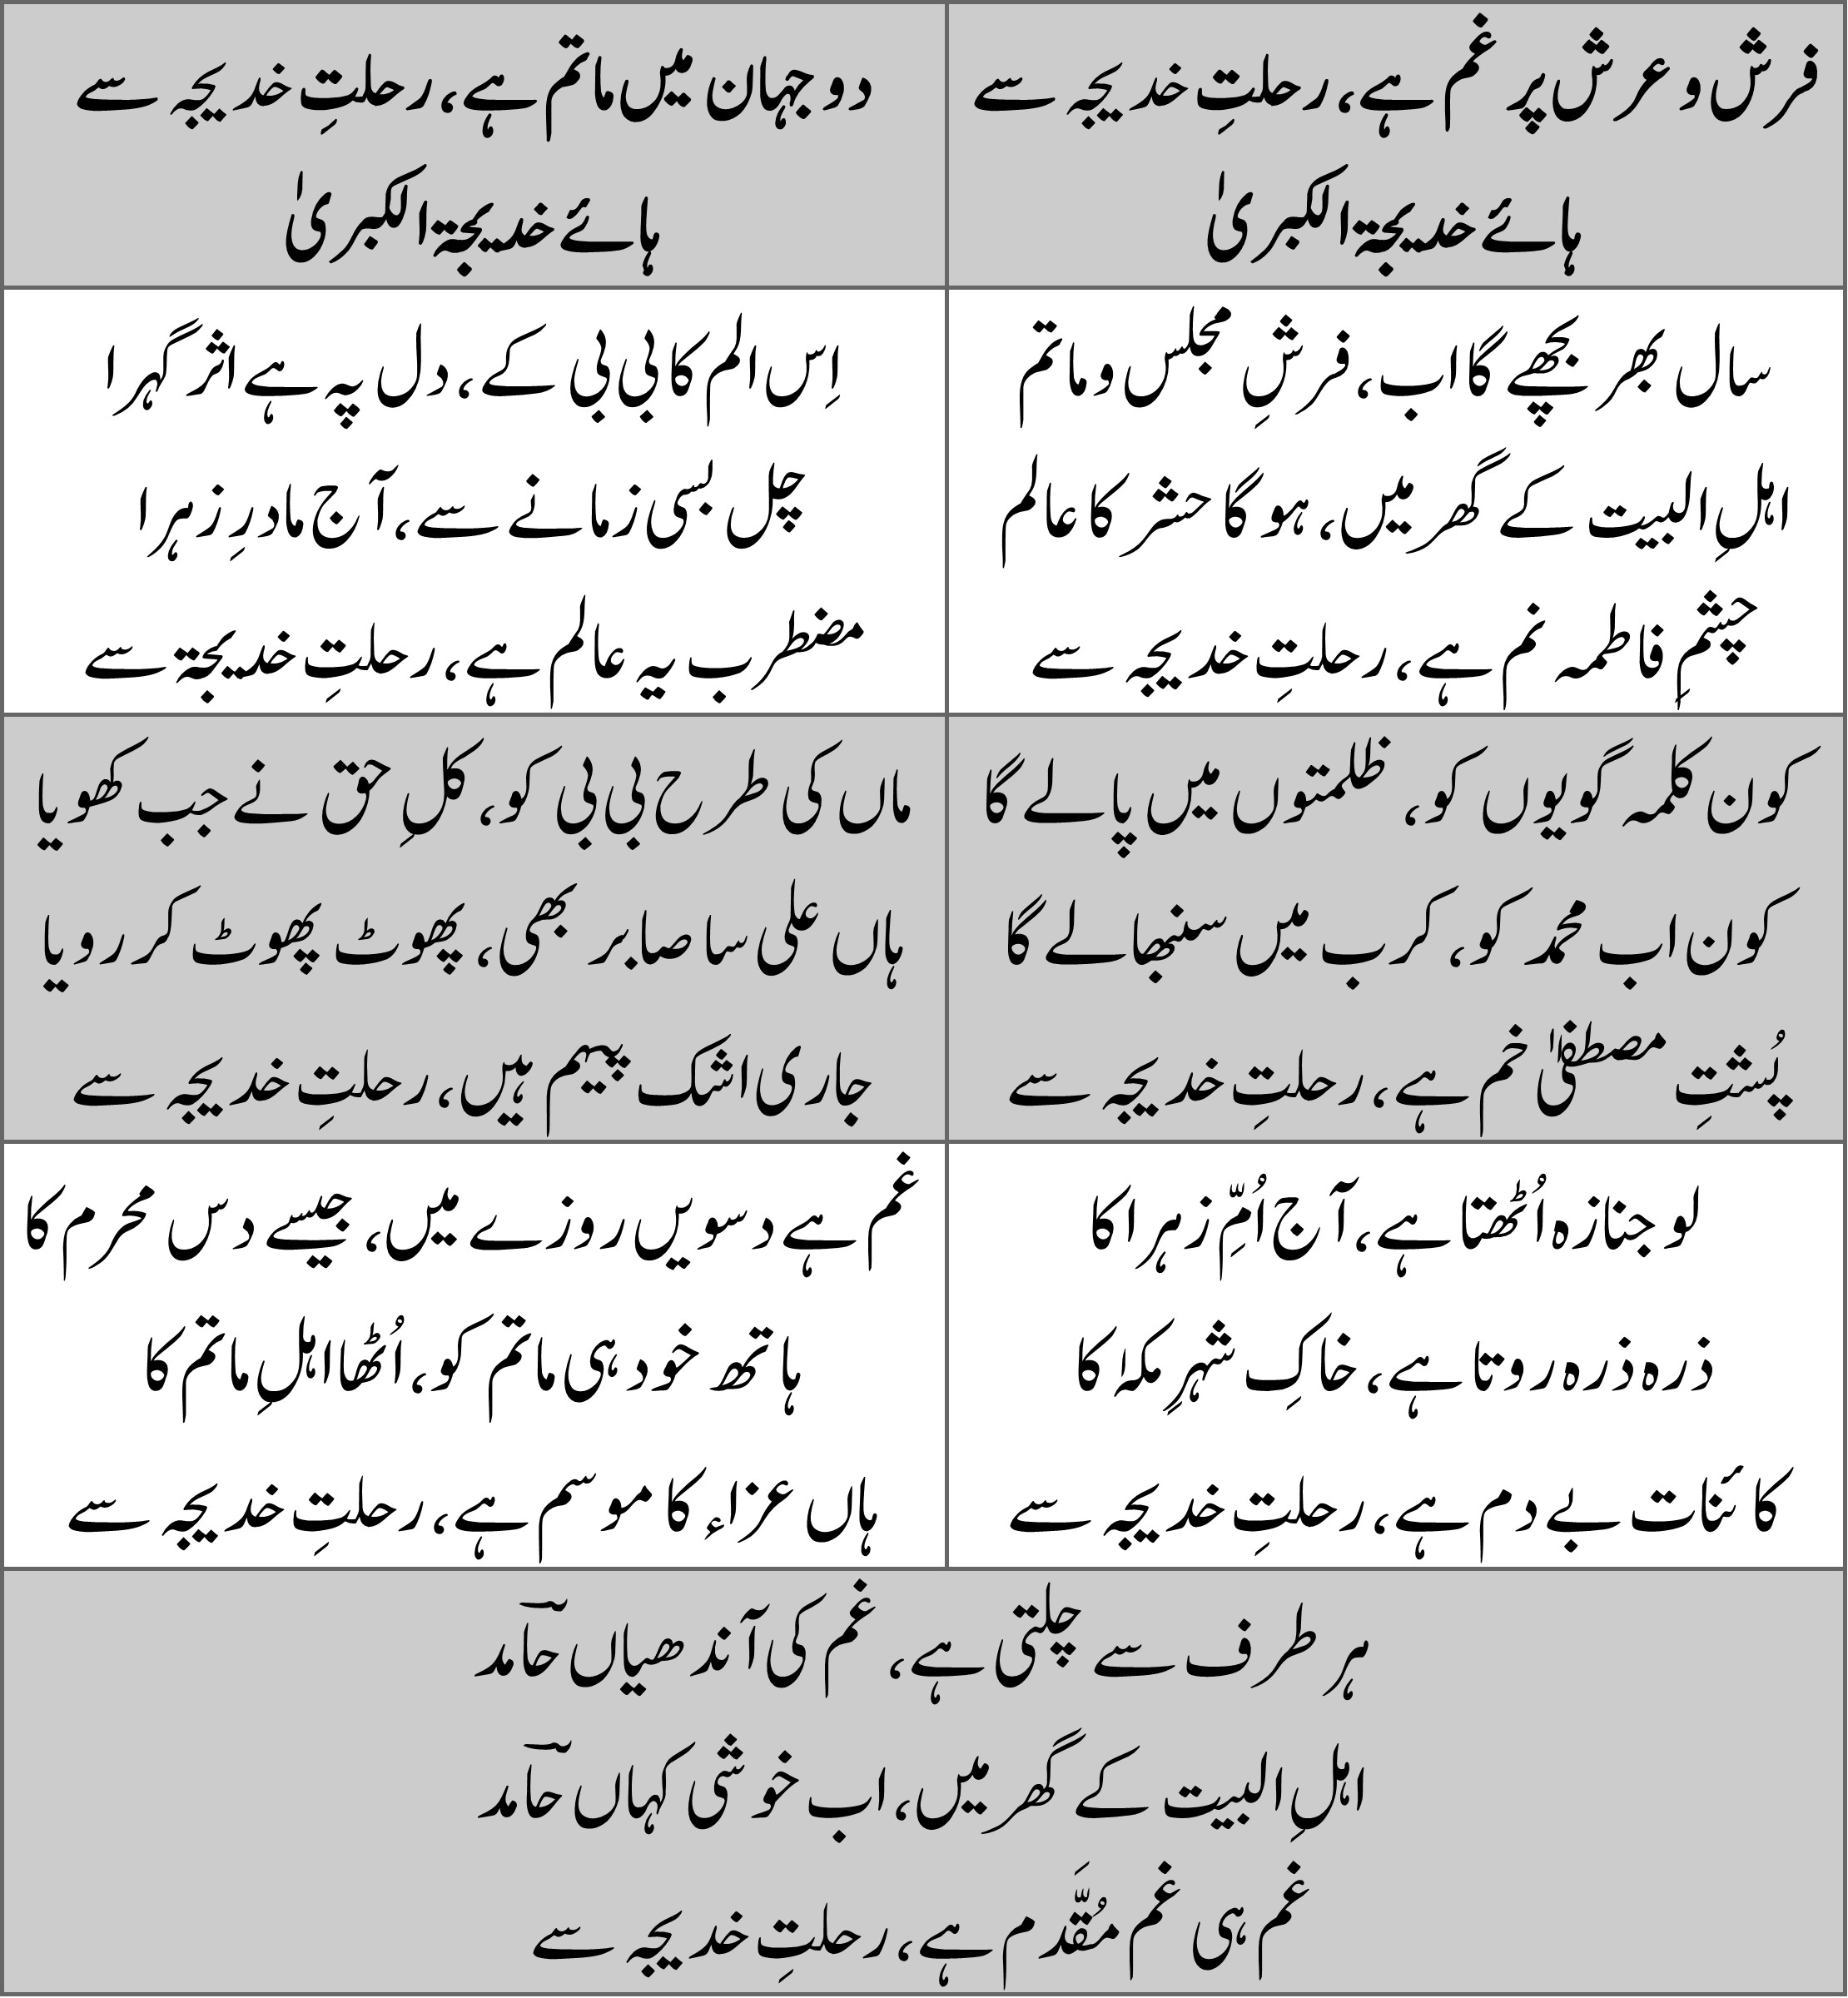 فرش و عرش پہ غم ہے، رحلتِ خدیجہ سے
ہائے خدیجۃ الکبریٰ
دو جہان میں ماتم ہے، رحلتِ خدیجہ سے
ہائے خدیجۃ الکبریٰ
سال بھر بچھے گا اب، فرشِ مجلس و ماتم
اہلِ البیت کے گھر میں، ہو گا حشر کا عالم
چشمِ فاطمہ نم ہے، رحلتِ خدیجہ سے
اِس الم کا بی بی کے، دل پہ ہے اثر گہرا
چل بسی زمانے سے، آج مادرِ زہرا
مضطرب یہ عالم ہے، رحلتِ خدیجۃ سے
کون کلمہ گویوں کو، ظلمتوں میں پالے گا
کون اب محمد کو، کرب میں سنبھالے گا
پُشتِ مصطفیٰ خم ہے، رحلتِ خدیجہ سے
ماں کی طرح بی بی کو، کلِ حق نے جب کھویا
ہاں علی سا صابر بھی، پھوٹ پھوٹ کر رویا
جاری اشک پیہم ہیں، رحلتِ خدیجہ سے
لو جنازہ اُٹھتا ہے، آج اُمِّ زہرا کا
ذرہ ذرہ روتا ہے، خاکِ شہرِ مکلا کا
کائنات بے دم ہے، رحلتِ خدیجہ سے
غم ہے دسویں روزے میں، جیسے دس محرم کا
ہاتھ خود ہی ماتم کو، اُٹھا اہلِ ماتم کا
ہاں عزاء کا موسم ہے، رحلتِ خدیجہ سے
ہر طرف سے چلتی ہے، غم کی آندھیاں حامؔد
اہلِ البیت کے گھر میں، اب خوشی کہاں حامؔد
غم ہی غم مُقَّدم ہے، رحلتِ خدیجہ سے